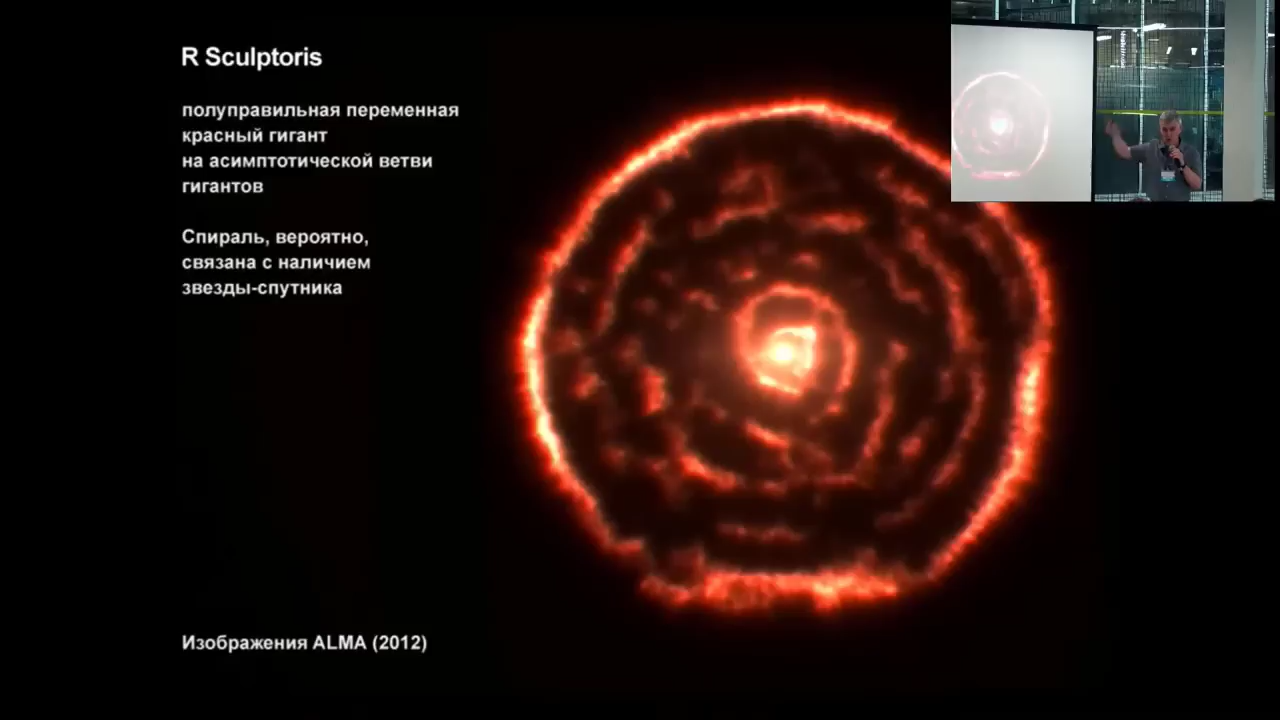 R Sculptoris
полуправильная переменная
красный гигант
на асимптотической ветви
гигантов
Спираль, вероятно,
связана с наличием
звезды-спутника
Изображения ALMA (2012)